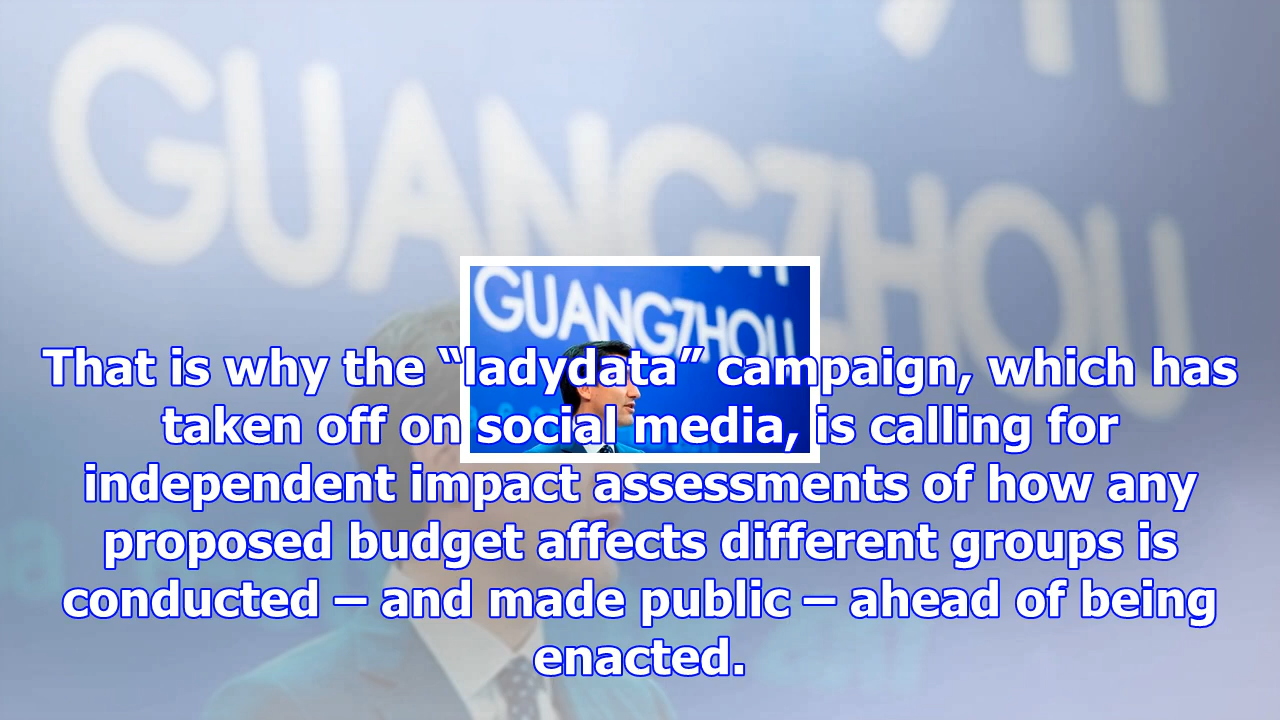 GUANGZHOU
GUANGZHOU
That is why the “ladydata” campaign, which has
taken off on social media, is calling for
independent impact assessments of how any
proposed budget affects different groups is
conducted – and made public – ahead of being
enacted.